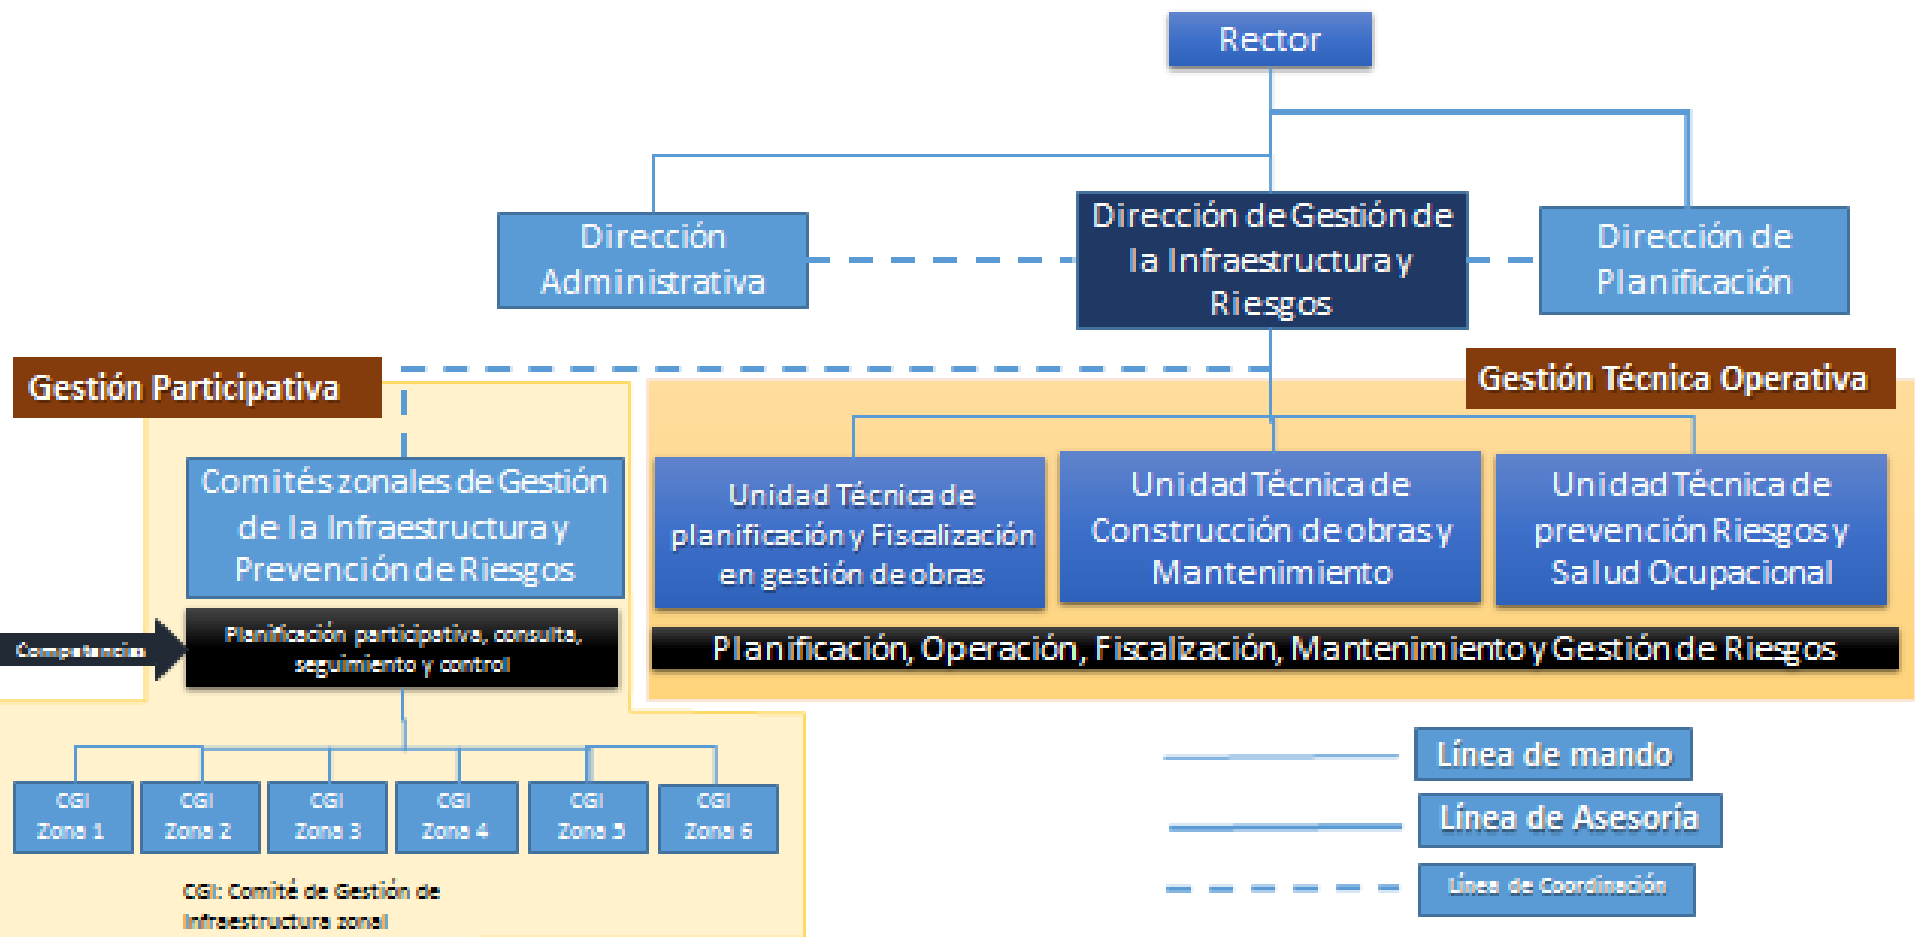 Rector
Dirección
Administrativa
Dirección de Gestión de
la Infraestructura y
Riesgos
Dirección de
Planificación
Gestión Participativa
Gestión Técnica Operativa
Comités zonales de Gestión
de la Infraestructura y
Prevención de Riesgos
Unidad Técnica de
planificación y Fiscalización
en gestión de obras
Unidad Técnica de
Construcción de obras y
Mantenimiento
Unidad Técnica de
prevención Riesgos y
Salud Ocupacional
Competencias
Planificación participativa, consulta,
seguimiento y control
Planificación, Operación, Fiscalización, Mantenimiento y Gestión de Riesgos
CGI
Zona 1
CGI
Zona 2
CGI
Zona 3
CGI
Zona 4
CGI
Zona 5
CGI
Zona 6
CGI: Comité de Gestión de
Infraestructura zonal
Línea de mando
Línea de Asesoría
Línea de Coordinación